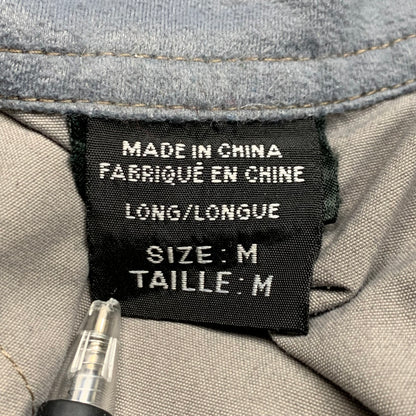 MADE IN CHINA
FABRIQUÉ EN CHINE
LONG/LONGUE
SIZE : M
TAILLE : M